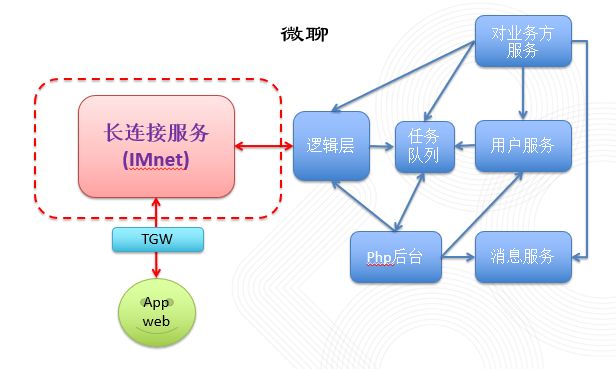 微聊
对业务方
服务
长连接服务
(IMnet)
逻辑层
任务
队列
用户服务
TGW
Php后台
消息服务
App
web